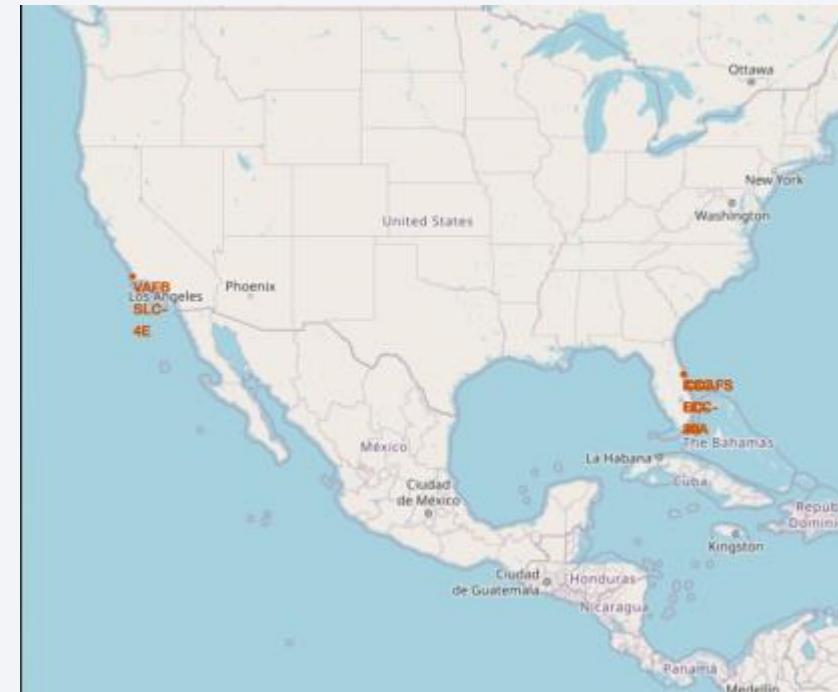 Ottawa
New York
Washington
United States
Phoenix
VAFB
Los Angeles
SLC-
4E
The Bahamas
México
La Habana
Cuba
Ciudad
de México
Kingston
Ciudad
de Guatemala
Honduras
Nicaragua
Panamá
Medellín